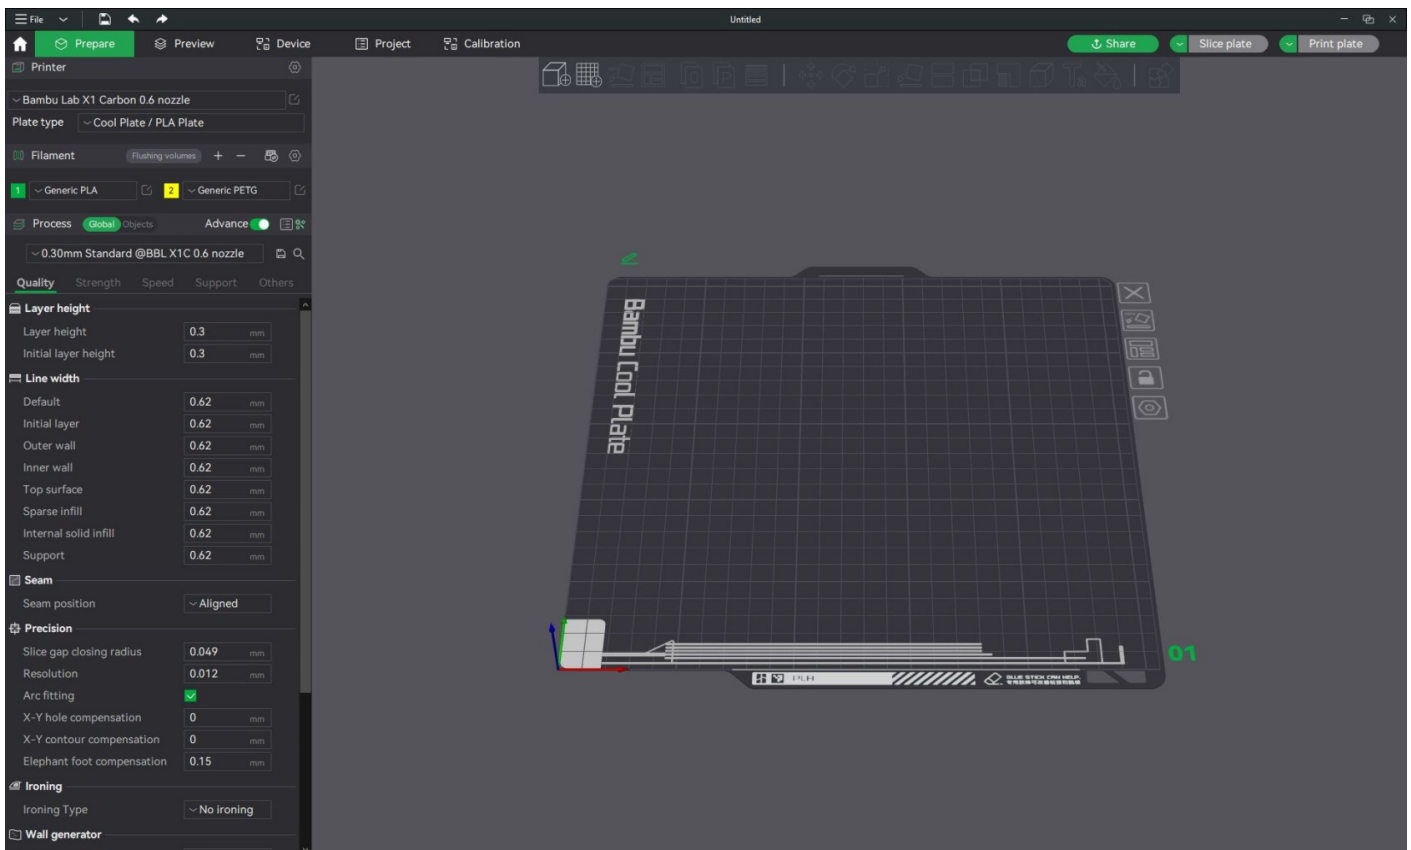 File
Untitled
Prepare
Preview
Device
Project
Calibration
Share
Slice plate
Print plate
Printer
Bambu Lab X1 Carbon 0.6 nozzle
Plate type
Cool Plate / PLA Plate
Filament
Flushing volumes
1
Generic PLA
2
Generic PETG
Process
Global
Objects
Advance
0.30mm Standard @BBL X1C 0.6 nozzle
Quality
Strength
Speed
Support
Others
Layer height
Layer height 0.3 mm
Initial layer height 0.3 mm
Line width
Default 0.62 mm
Initial layer 0.62 mm
Outer wall 0.62 mm
Inner wall 0.62 mm
Top surface 0.62 mm
Sparse infill 0.62 mm
Internal solid infill 0.62 mm
Support 0.62 mm
Seam
Seam position Aligned
Precision
Slice gap closing radius 0.049 mm
Resolution 0.012 mm
Arc fitting
X-Y hole compensation 0 mm
X-Y contour compensation 0 mm
Elephant foot compensation 0.15 mm
Ironing
Ironing Type No ironing
Wall generator
Bambu Cool Plate
01
PLA
GLUE STICK CAN HELP.